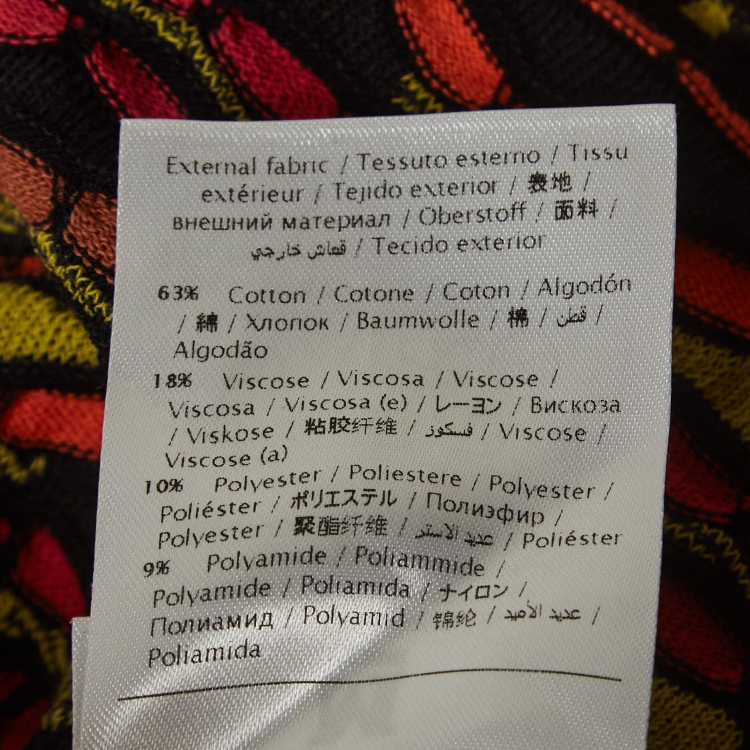 External fabric / Tessuto esterno / Tissu
extérieur / Tejido exterior / 表地 /
внешний материал / Oberstoff / 面料 /
قماش خارجي / Tecido exterior
63% Cotton / Cotone / Coton / Algodón
/ 綿 / Хлопок / Baumwolle / 棉 / قطن /
Algodão
18% Viscose / Viscosa / Viscose /
Viscosa / Viscosa (e) / レーヨン / Вискоза
/ Viskose / 粘胶纤维 / فسكوز / Viscose /
Viscose (a)
10% Polyester / Poliestere / Polyester /
Poliéster / ポリエステル / Полиэфир /
Polyester / 聚酯纤维 / عديد الاستر / Poliéster
9% Polyamide / Poliammide /
Polyamide / Poliamida / ナイロン /
Полиамид / Polyamid / 锦纶 / عديد الأميد /
Poliamida